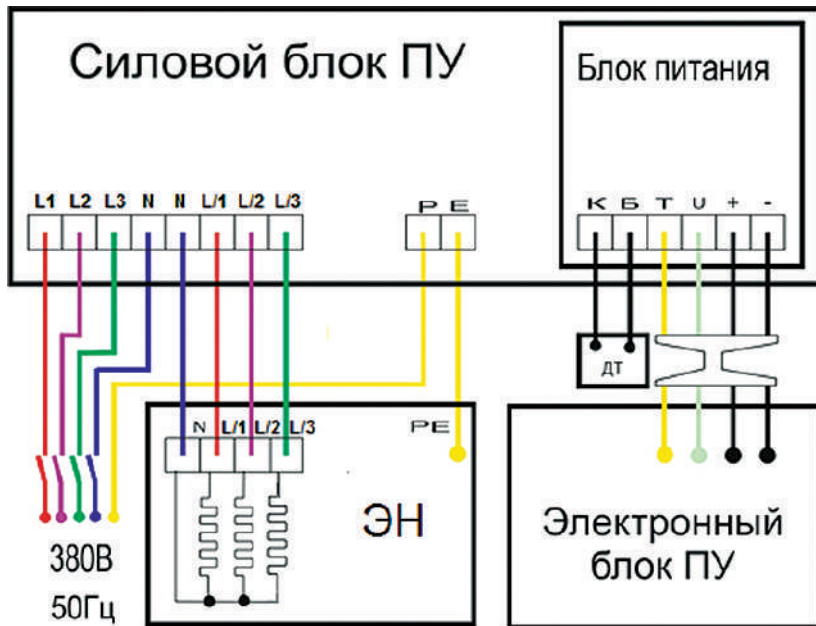 Силовой блок ПУ
Блок питания
L1 L2 L3 N N L/1 L/2 L/3
P E
К Б Т U + -
ДТ
N L/1 L/2 L/3
PE
ЭН
380В
50Гц
Электронный
блок ПУ